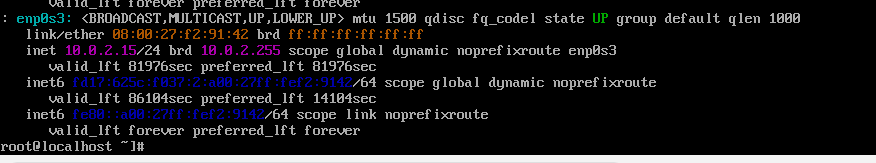 valid_lft forever preferred_lft forever
: enp0s3: <BROADCAST,MULTICAST,UP,LOWER_UP> mtu 1500 qdisc fq_codel state UP group default qlen 1000
link/ether 08:00:27:f2:91:42 brd ff:ff:ff:ff:ff:ff
inet 10.0.2.15/24 brd 10.0.2.255 scope global dynamic noprefixroute enp0s3
valid_lft 81976sec preferred_lft 81976sec
inet6 fd17:625c:f037:2:a00:27ff:fef2:9142/64 scope global dynamic noprefixroute
valid_lft 86104sec preferred_lft 14104sec
inet6 fe80::a00:27ff:fef2:9142/64 scope link noprefixroute
valid_lft forever preferred_lft forever
root@localhost ~]#